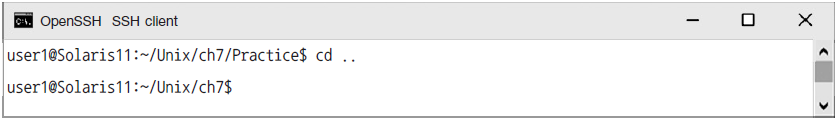 OpenSSH SSH client
user1@Solaris11:~/Unix/ch7/Practice$ cd ..
user1@Solaris11:~/Unix/ch7$